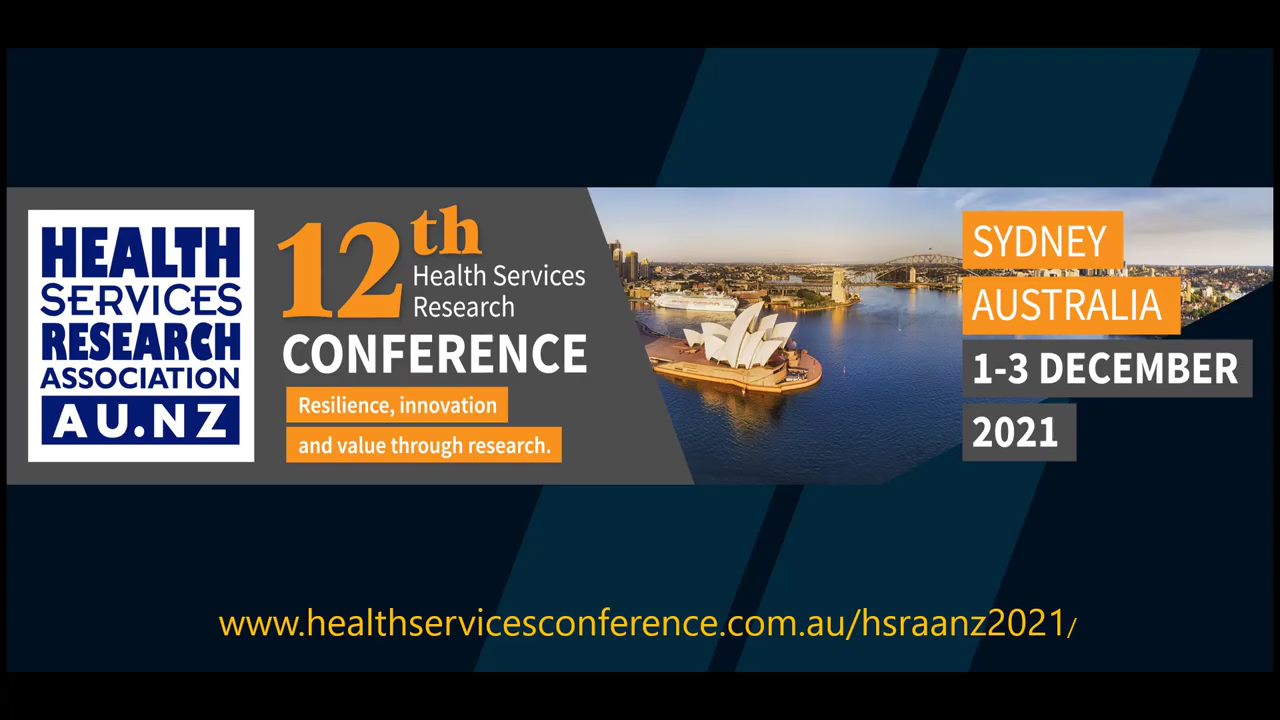 HEALTH
SERVICES
RESEARCH
ASSOCIATION
AU.NZ
12th
Health Services
Research
CONFERENCE
Resilience, innovation
and value through research.
SYDNEY
AUSTRALIA
1-3 DECEMBER
2021
www.healthservicesconference.com.au/hsraanz2021/